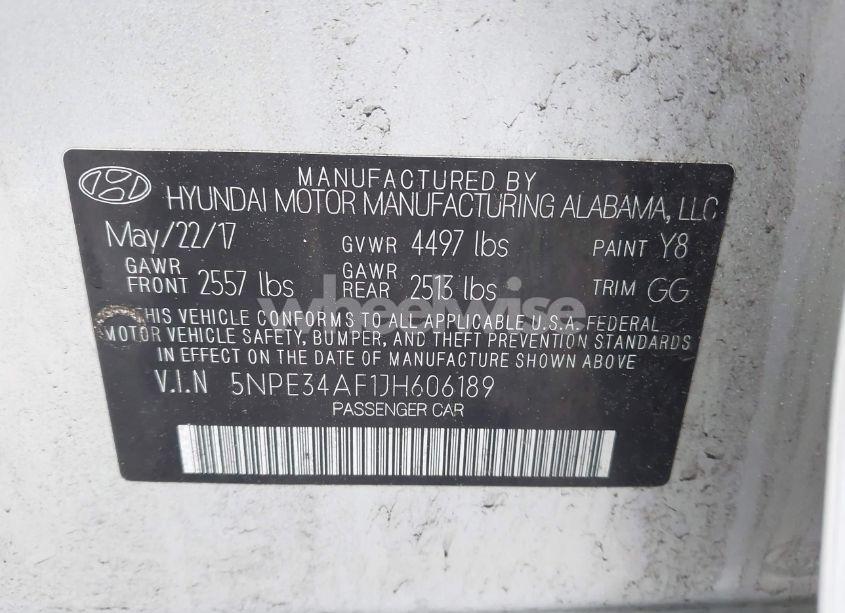 MANUFACTURED BY
HYUNDAI MOTOR MANUFACTURING ALABAMA, LLC
May/22/17 GVWR 4497 lbs PAINT Y8
GAWR FRONT 2557 lbs GAWR REAR 2513 lbs TRIM GG
wheelwise
THIS VEHICLE CONFORMS TO ALL APPLICABLE U.S.A. FEDERAL
MOTOR VEHICLE SAFETY, BUMPER, AND THEFT PREVENTION STANDARDS
IN EFFECT ON THE DATE OF MANUFACTURE SHOWN ABOVE
V.I.N 5NPE34AF1JH606189
PASSENGER CAR